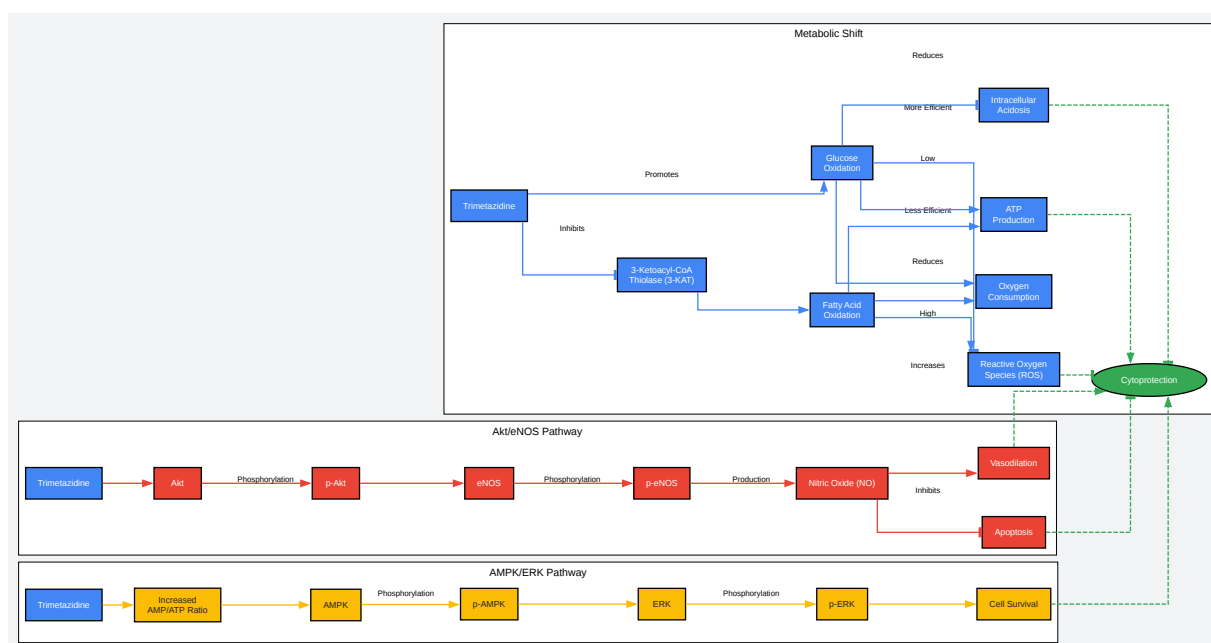 Metabolic Shift
Reduces
Intracellular
Acidosis
More Efficient
Glucose
Oxidation
Low
Promotes
Trimetazidine
ATP
Production
Less Efficient
Inhibits
3-Ketoacyl-CoA
Thiolase (3-KAT)
Reduces
Oxygen
Consumption
Fatty Acid
Oxidation
High
Increases
Reactive Oxygen
Species (ROS)
Cytoprotection
Akt/eNOS Pathway
Trimetazidine
Akt
Phosphorylation
p-Akt
eNOS
Phosphorylation
p-eNOS
Production
Nitric Oxide (NO)
Vasodilation
Inhibits
Apoptosis
AMPK/ERK Pathway
Trimetazidine
Increased
AMP/ATP Ratio
AMPK
Phosphorylation
p-AMPK
ERK
Phosphorylation
p-ERK
Cell Survival